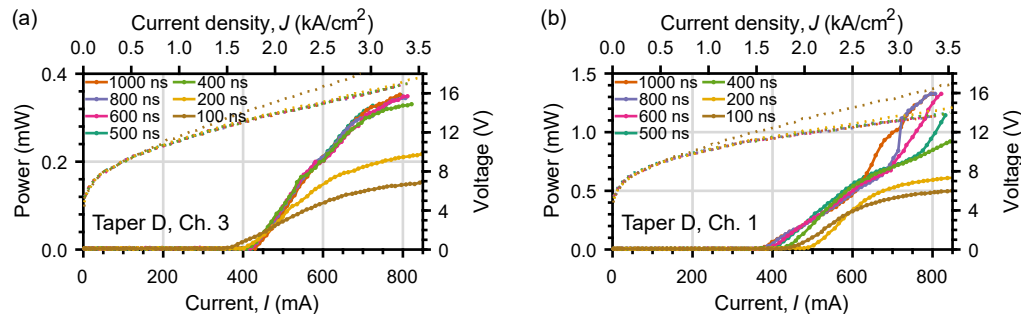 (a)
Current density, J (kA/cm²)
0.0 0.5 1.0 1.5 2.0 2.5 3.0 3.5
0.4
0.2
0.0
Power (mW)
1000 ns
800 ns
600 ns
500 ns
400 ns
200 ns
100 ns
16
12
8
4
0
Voltage (V)
Taper D, Ch. 3
0 200 400 600 800
Current, I (mA)
(b)
Current density, J (kA/cm²)
0.0 0.5 1.0 1.5 2.0 2.5 3.0 3.5
1.5
1.0
0.5
0.0
Power (mW)
1000 ns
800 ns
600 ns
500 ns
400 ns
200 ns
100 ns
16
12
8
4
0
Voltage (V)
Taper D, Ch. 1
0 200 400 600 800
Current, I (mA)